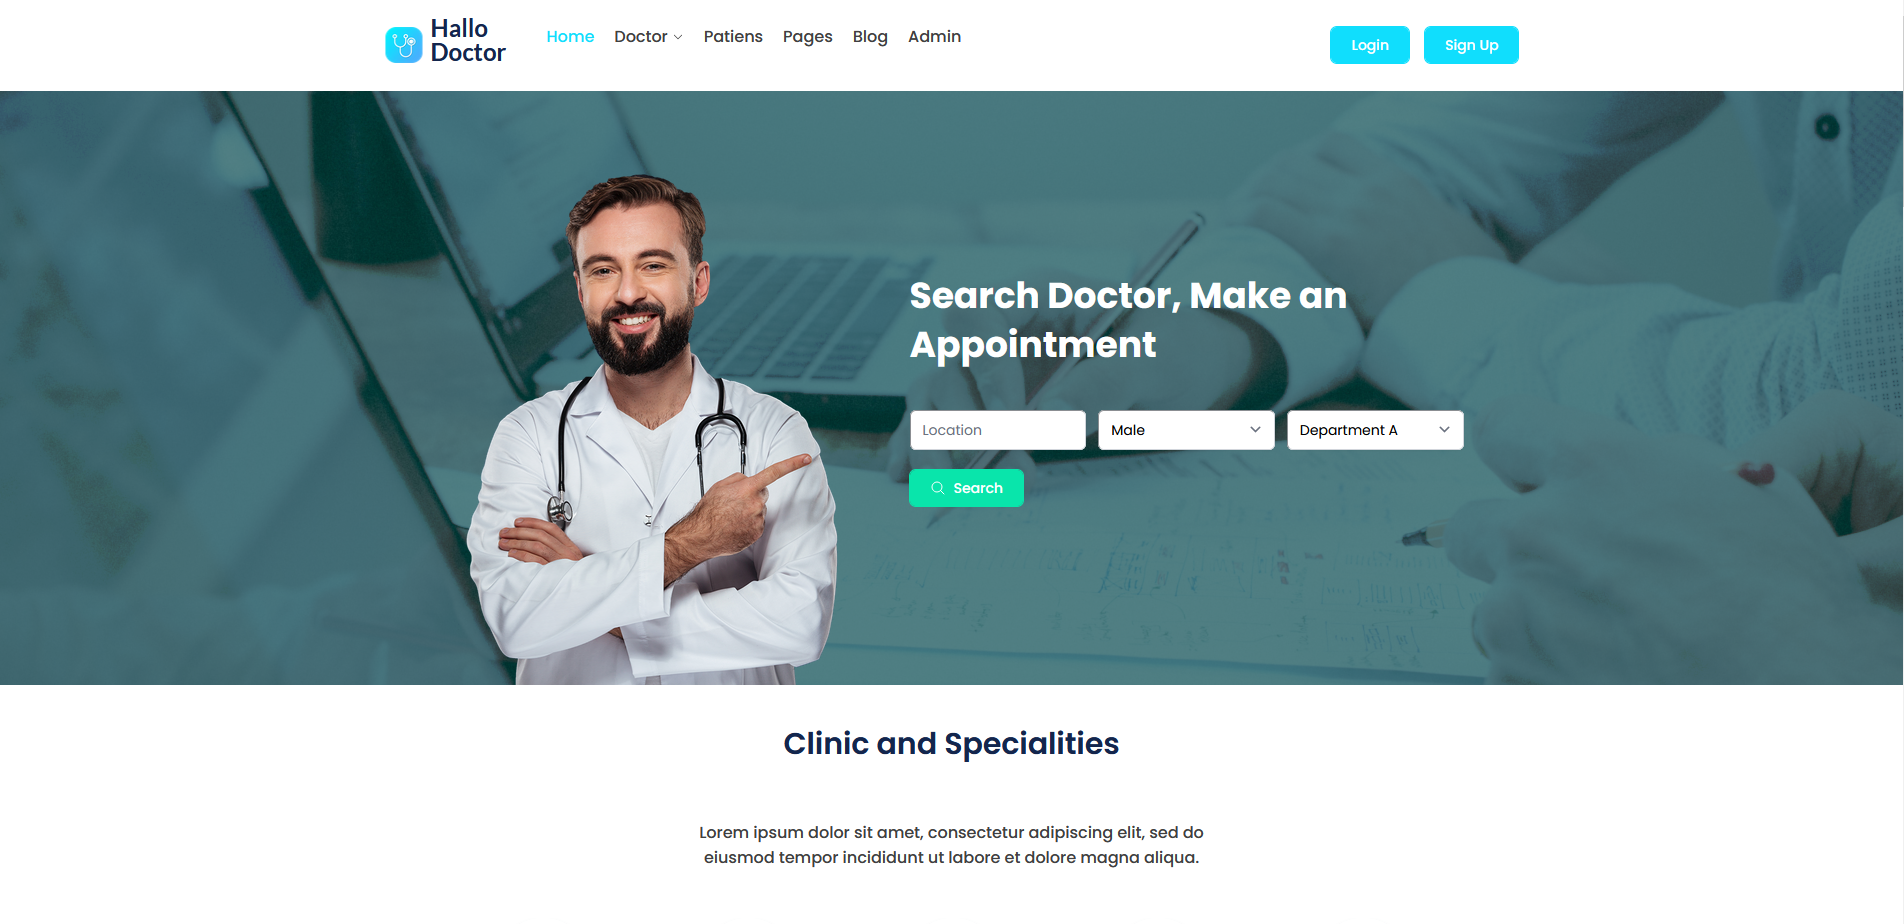 Hallo
Doctor
Home Doctor Patiens Pages Blog Admin
Login Sign Up
Search Doctor, Make an
Appointment
Location Male Department A
Search
Clinic and Specialities
Lorem ipsum dolor sit amet, consectetur adipiscing elit, sed do
eiusmod tempor incididunt ut labore et dolore magna aliqua.